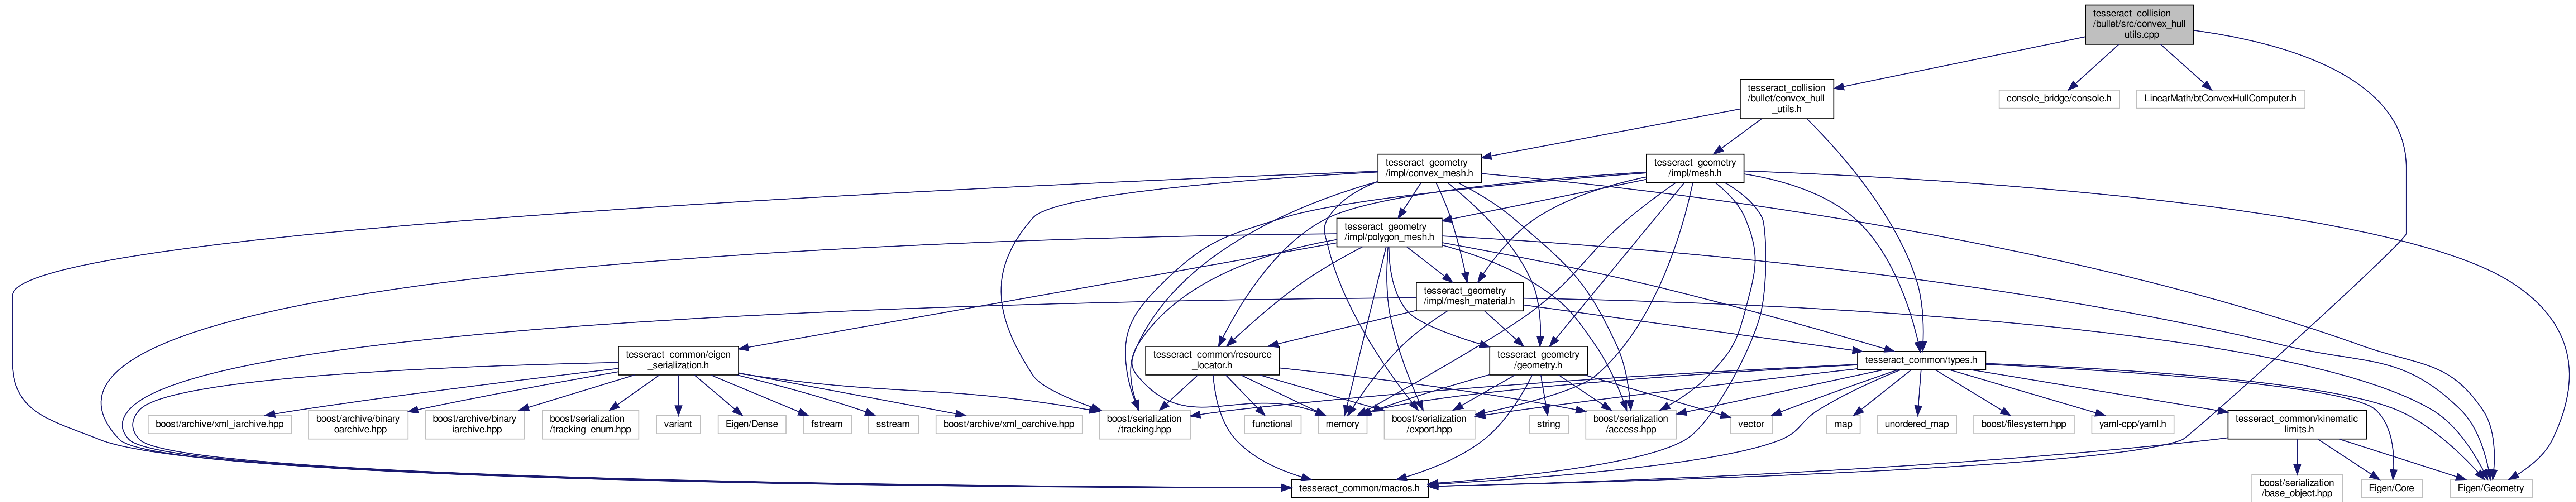 tesseract_collision
/bullet/src/convex_hull
_utils.cpp
tesseract_collision
/bullet/convex_hull
_utils.h
console_bridge/console.h
LinearMath/btConvexHullComputer.h
tesseract_geometry
/impl/convex_mesh.h
tesseract_geometry
/impl/mesh.h
tesseract_geometry
/impl/polygon_mesh.h
tesseract_geometry
/impl/mesh_material.h
tesseract_common/eigen
_serialization.h
tesseract_common/resource
_locator.h
tesseract_geometry
/geometry.h
tesseract_common/types.h
boost/archive/xml_iarchive.hpp
boost/archive/binary
_oarchive.hpp
boost/archive/binary
_iarchive.hpp
boost/serialization
/tracking_enum.hpp
variant
Eigen/Dense
fstream
sstream
boost/archive/xml_oarchive.hpp
boost/serialization
/tracking.hpp
functional
memory
boost/serialization
/export.hpp
string
boost/serialization
/access.hpp
vector
map
unordered_map
boost/filesystem.hpp
yaml-cpp/yaml.h
tesseract_common/kinematic
_limits.h
tesseract_common/macros.h
boost/serialization
/base_object.hpp
Eigen/Core
Eigen/Geometry